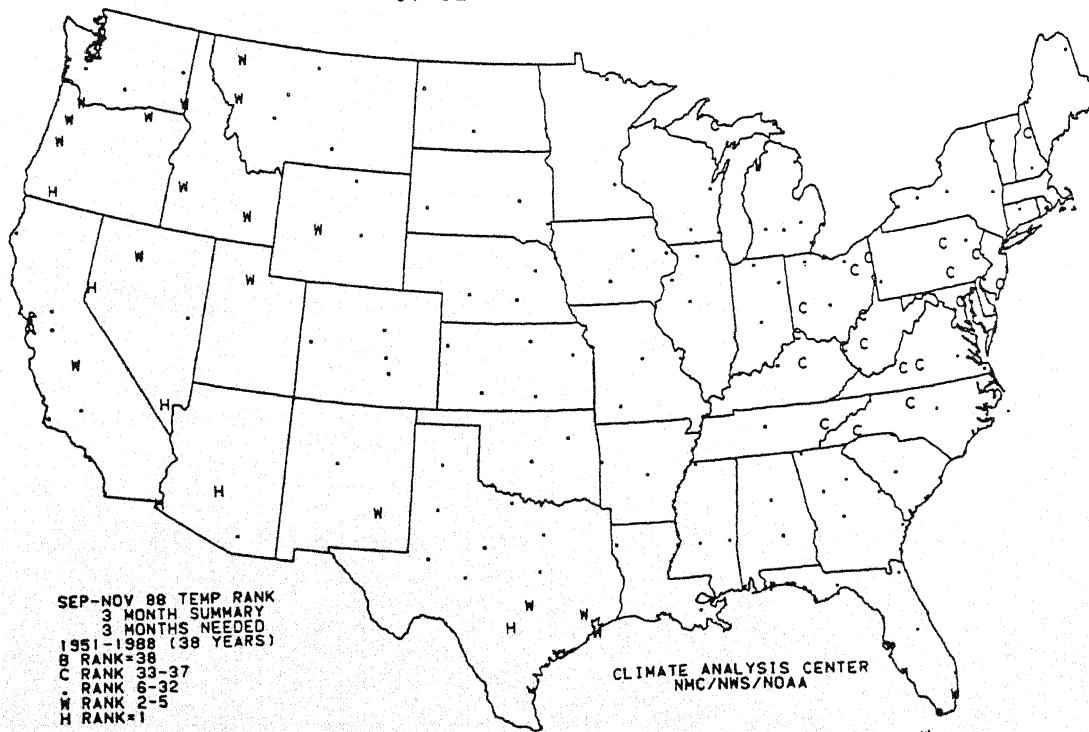 SEP-NOV 88 TEMP RANK
3 MONTH SUMMARY
3 MONTHS NEEDED
1951-1988 (38 YEARS)
B RANK=38
C RANK 33-37
. RANK 6-32
W RANK 2-5
H RANK=1
CLIMATE ANALYSIS CENTER
NMC/NWS/NOAA